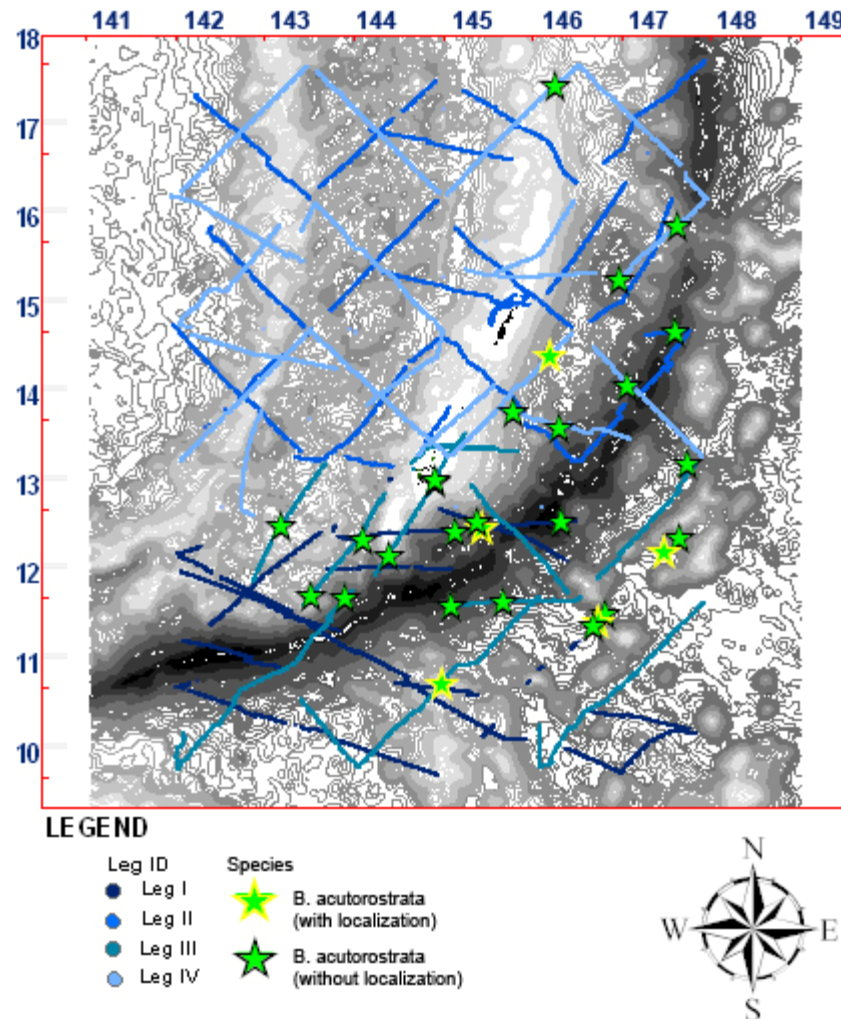 141 142 143 144 145 146 147 148 149
18
17
16
15
14
13
12
11
10
LEGEND
Leg ID
Leg I
Leg II
Leg III
Leg IV
Species
B. acutorostrata
(with localization)
B. acutorostrata
(without localization)
N
W E
S